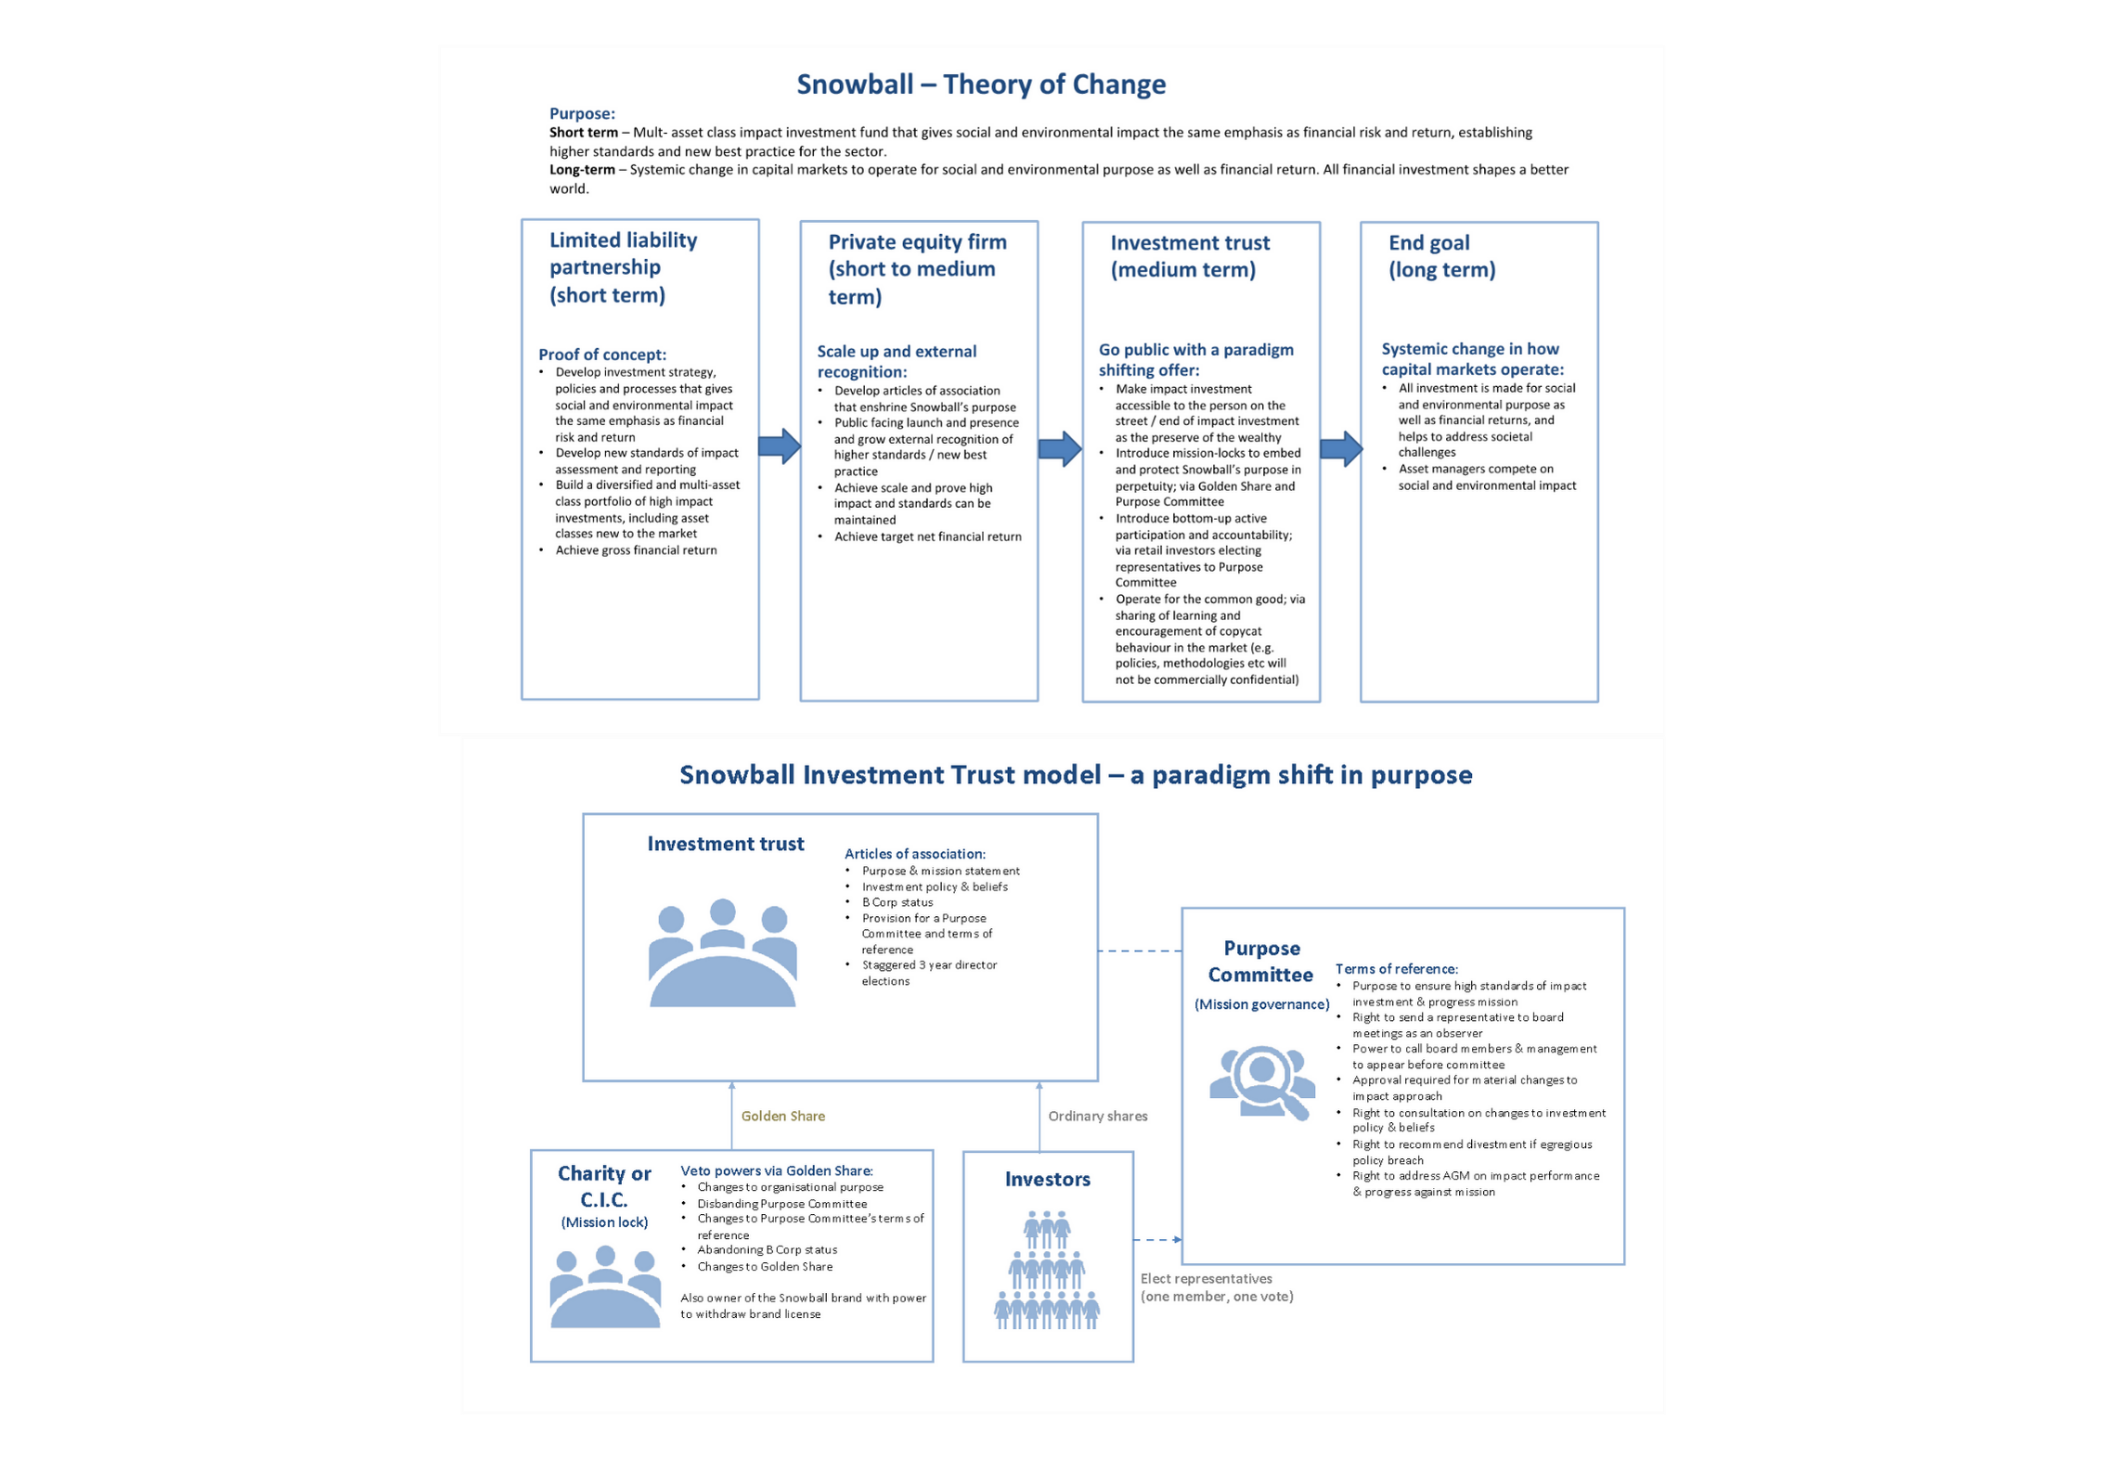 Snowball – Theory of Change
Purpose:
Short term – Mult- asset class impact investment fund that gives social and environmental impact the same emphasis as financial risk and return, establishing
higher standards and new best practice for the sector.
Long-term – Systemic change in capital markets to operate for social and environmental purpose as well as financial return. All financial investment shapes a better
world.
Limited liability
partnership
(short term)
Proof of concept:
• Develop investment strategy,
policies and processes that gives
social and environmental impact
the same emphasis as financial
risk and return
• Develop new standards of impact
assessment and reporting
• Build a diversified and multi-asset
class portfolio of high impact
investments, including asset
classes new to the market
• Achieve gross financial return
Private equity firm
(short to medium
term)
Scale up and external
recognition:
• Develop articles of association
that enshrine Snowball's purpose
• Public facing launch and presence
and grow external recognition of
higher standards / new best
practice
• Achieve scale and prove high
impact and standards can be
maintained
• Achieve target net financial return
Investment trust
(medium term)
Go public with a paradigm
shifting offer:
• Make impact investment
accessible to the person on the
street / end of impact investment
as the preserve of the wealthy
• Introduce mission-locks to embed
and protect Snowball's purpose in
perpetuity; via Golden Share and
Purpose Committee
• Introduce bottom-up active
participation and accountability;
via retail investors electing
representatives to Purpose
Committee
• Operate for the common good; via
sharing of learning and
encouragement of copycat
behaviour in the market (e.g.
policies, methodologies etc will
not be commercially confidential)
End goal
(long term)
Systemic change in how
capital markets operate:
• All investment is made for social
and environmental purpose as
well as financial returns, and
helps to address societal
challenges
• Asset managers compete on
social and environmental impact
Snowball Investment Trust model – a paradigm shift in purpose
Investment trust
Articles of association:
• Purpose & mission statement
• Investment policy & beliefs
• B Corp status
• Provision for a Purpose
Committee and terms of
reference
• Staggered 3 year director
elections
Purpose
Committee
(Mission governance)
Terms of reference:
• Purpose to ensure high standards of impact
investment & progress mission
• Right to send a representative to board
meetings as an observer
• Power to call board members & management
to appear before committee
• Approval required for material changes to
impact approach
• Right to consultation on changes to investment
policy & beliefs
• Right to recommend divestment if egregious
policy breach
• Right to address AGM on impact performance
& progress against mission
Golden Share
Ordinary shares
Charity or
C.I.C.
(Mission lock)
Veto powers via Golden Share:
• Changes to organisational purpose
• Disbanding Purpose Committee
• Changes to Purpose Committee's terms of
reference
• Abandoning B Corp status
• Changes to Golden Share
Also owner of the Snowball brand with power
to withdraw brand license
Investors
Elect representatives
(one member, one vote)